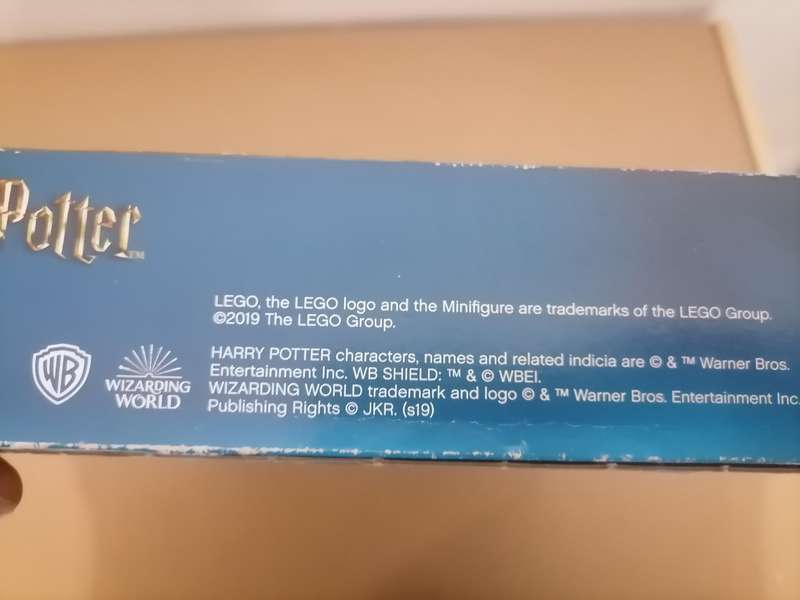 Potter™
LEGO, the LEGO logo and the Minifigure are trademarks of the LEGO Group.
©2019 The LEGO Group.
WB
WIZARDING
WORLD
HARRY POTTER characters, names and related indicia are © & ™ Warner Bros.
Entertainment Inc. WB SHIELD: ™ & © WBEI.
WIZARDING WORLD trademark and logo © & ™ Warner Bros. Entertainment Inc.
Publishing Rights © JKR. (s19)